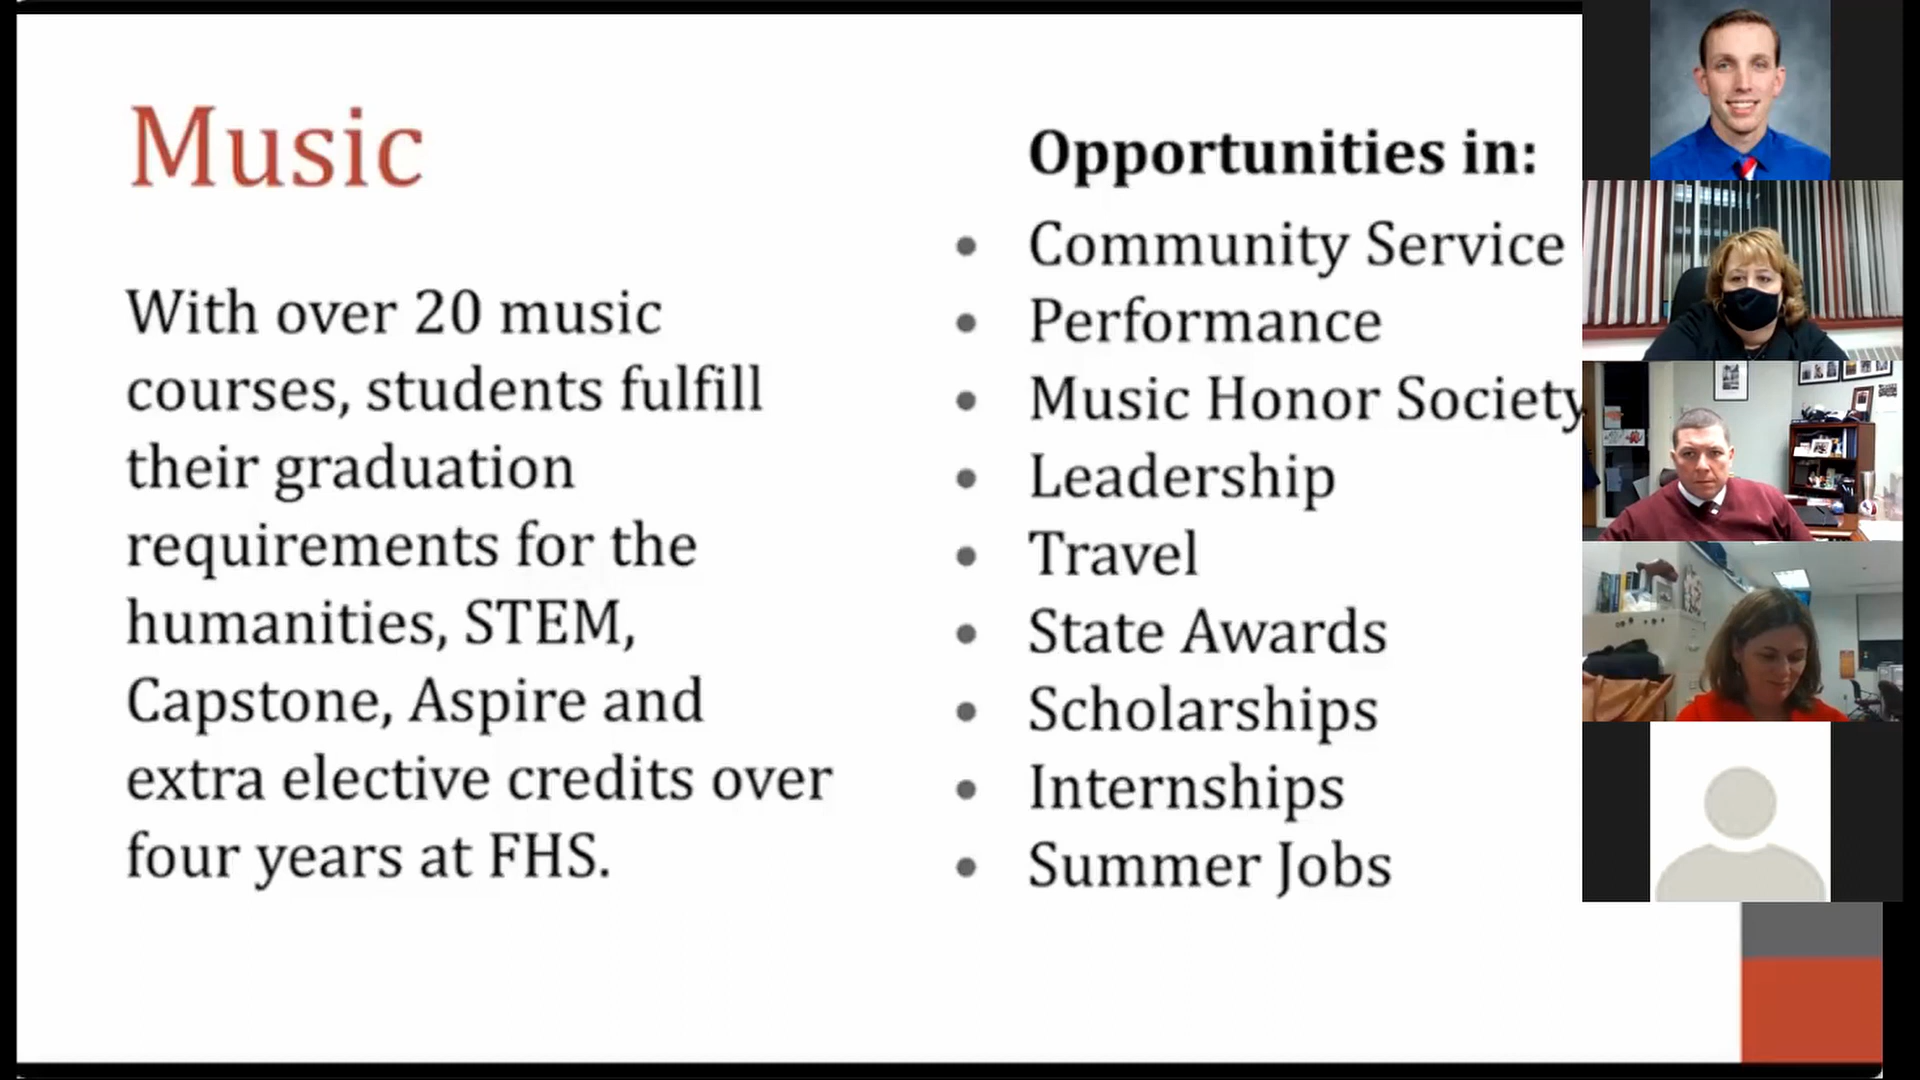 Music
With over 20 music
courses, students fulfill
their graduation
requirements for the
humanities, STEM,
Capstone, Aspire and
extra elective credits over
four years at FHS.
Opportunities in:
Community Service
Performance
Music Honor Society
Leadership
Travel
State Awards
Scholarships
Internships
Summer Jobs